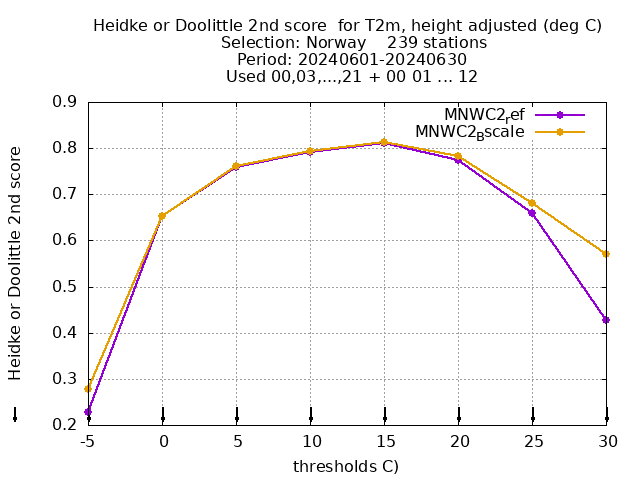 Heidke or Doolittle 2nd score  for T2m, height adjusted (deg C)
Selection: Norway    239 stations
Period: 20240601-20240630
Used 00,03,...,21 + 00 01 ... 12
MNWC2ref
MNWC2Bscale
Heidke or Doolittle 2nd score
0.9
0.8
0.7
0.6
0.5
0.4
0.3
0.2
-5 0 5 10 15 20 25 30
thresholds C)